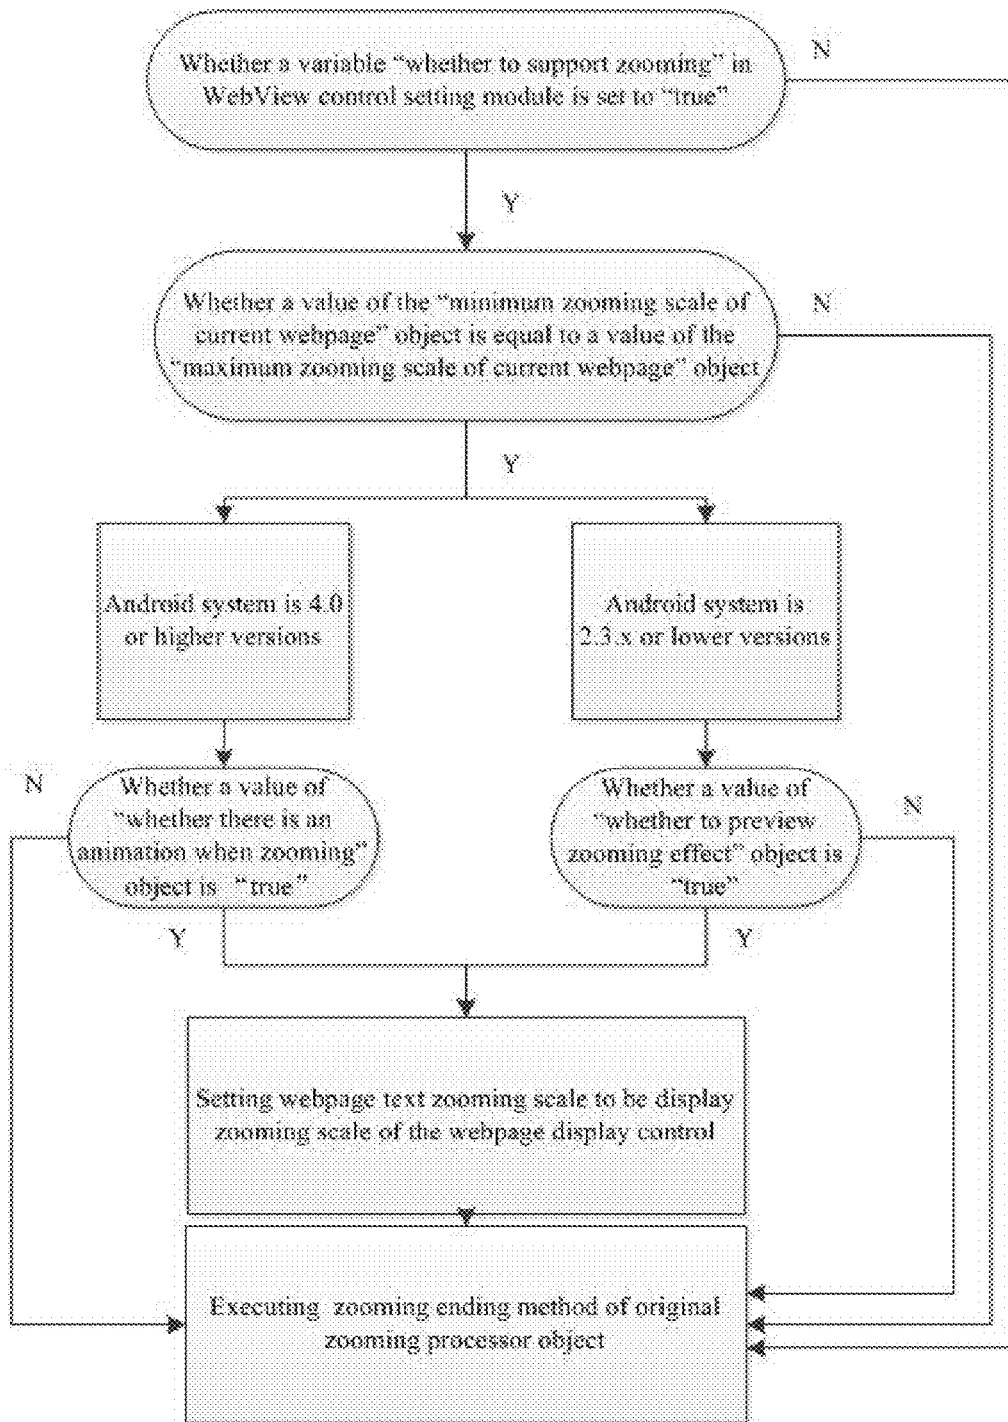 Whether a variable “whether to support zooming” in
WebView control setting module is set to “true”
N
Y
Whether a value of the “minimum zooming scale of
current webpage” object is equal to a value of the
“maximum zooming scale of current webpage” object
N
Y
Android system is 4.0
or higher versions
Android system is
2.3.x or lower versions
N
Whether a value of
“whether there is an
animation when zooming”
object is “true”
Y
Whether a value of
“whether to preview
zooming effect” object is
“true”
N
Y
Setting webpage text zooming scale to be display
zooming scale of the webpage display control
Executing zooming ending method of original
zooming processor object